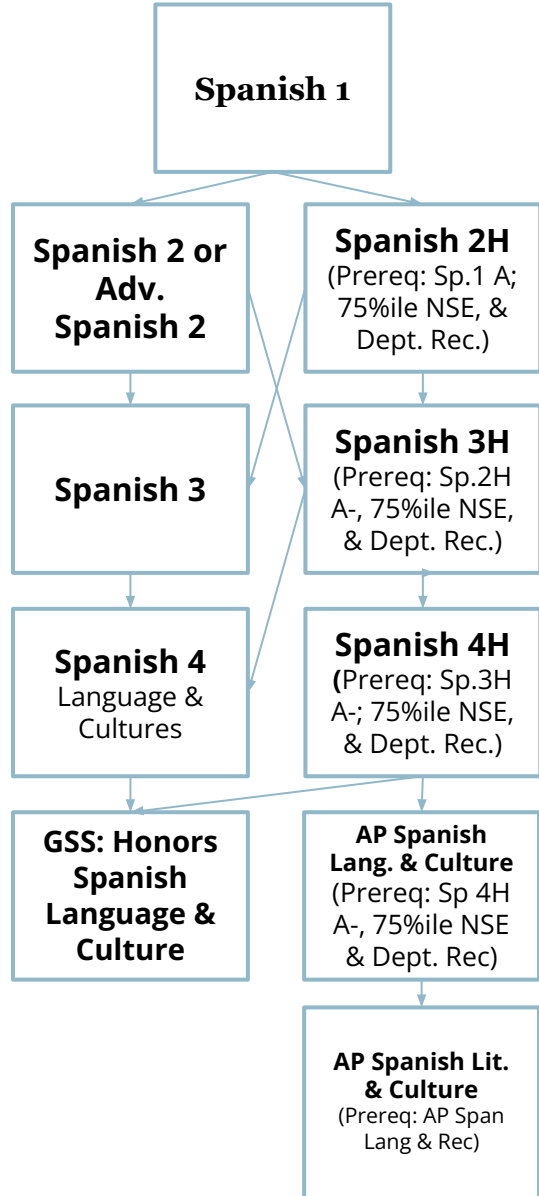 Spanish 1
Spanish 2 or
Adv.
Spanish 2
Spanish 2H
(Prereq: Sp.1 A;
75%ile NSE, &
Dept. Rec.)
Spanish 3
Spanish 3H
(Prereq: Sp.2H
A-, 75%ile NSE,
& Dept. Rec.)
Spanish 4
Language &
Cultures
Spanish 4H
(Prereq: Sp.3H
A-; 75%ile NSE,
& Dept. Rec.)
GSS: Honors
Spanish
Language &
Culture
AP Spanish
Lang. & Culture
(Prereq: Sp 4H
A-, 75%ile NSE
& Dept. Rec)
AP Spanish Lit.
& Culture
(Prereq: AP Span
Lang & Rec)